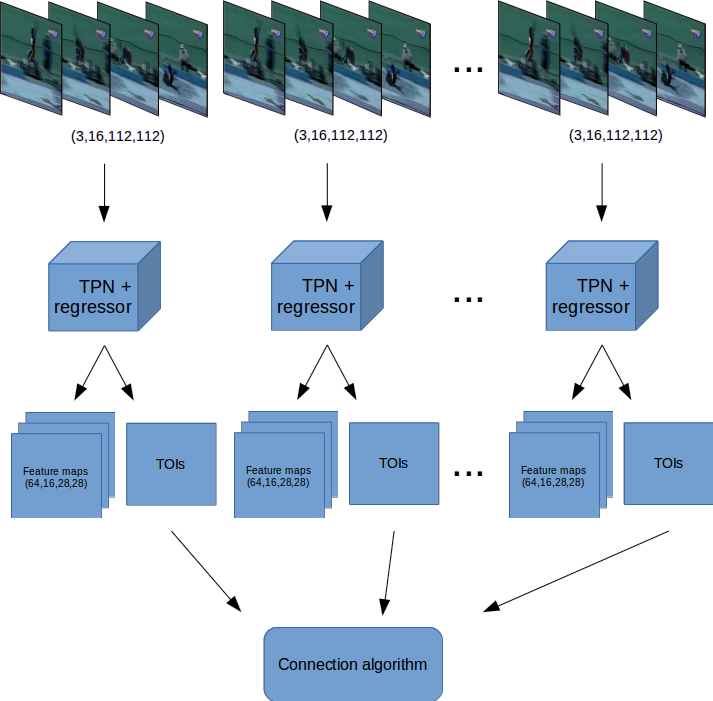 (3,16,112,112)
(3,16,112,112)
...
(3,16,112,112)
TPN +
regressor
TPN +
regressor
...
TPN +
regressor
Feature maps
(64,16,28,28)
TOIs
Feature maps
(64,16,28,28)
TOIs
...
Feature maps
(64,16,28,28)
TOIs
Connection algorithm